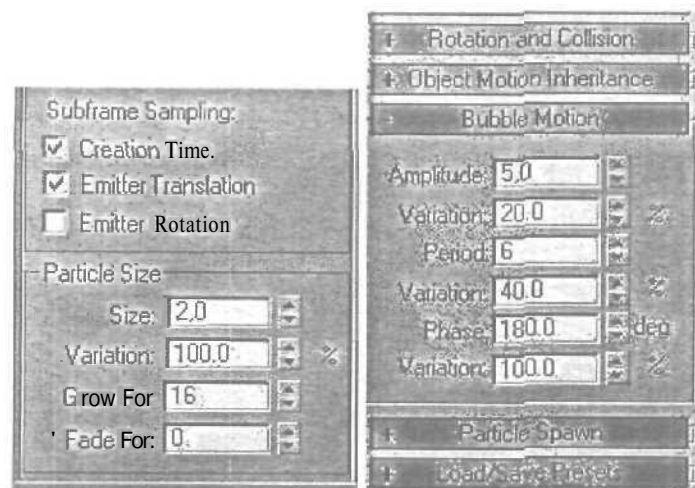 Subframe Sampling:
Creation Time.
Emitter Translation
Emitter Rotation
Particle Size
Size: 2,0
Variation: 100.0 %
Grow For 16
' Fade For: 0.
+ Rotation and Collision
+ Object Motion Inheritance
- Bubble Motion
Amplitude: 5,0
Variation: 20.0 %
Period: 6
Variation: 40.0 %
Phase: 180.0 deg
Variation: 100.0 %
+ Particle Spawn
+ Load/Save Presets